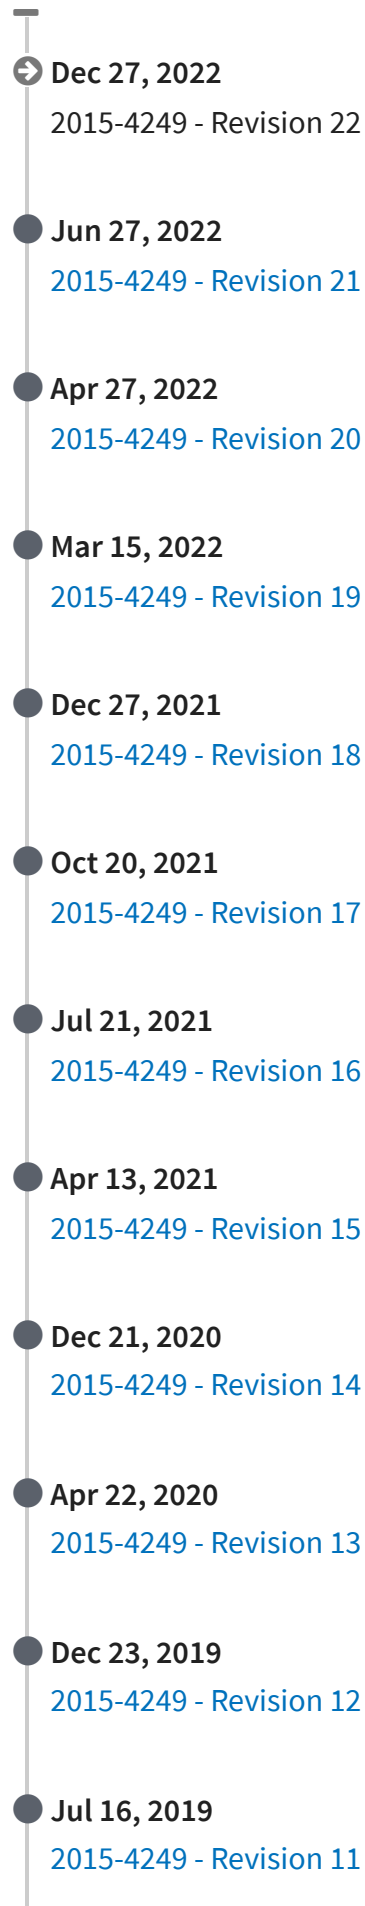 Dec 27, 2022
2015-4249 - Revision 22
Jun 27, 2022
2015-4249 - Revision 21
Apr 27, 2022
2015-4249 - Revision 20
Mar 15, 2022
2015-4249 - Revision 19
Dec 27, 2021
2015-4249 - Revision 18
Oct 20, 2021
2015-4249 - Revision 17
Jul 21, 2021
2015-4249 - Revision 16
Apr 13, 2021
2015-4249 - Revision 15
Dec 21, 2020
2015-4249 - Revision 14
Apr 22, 2020
2015-4249 - Revision 13
Dec 23, 2019
2015-4249 - Revision 12
Jul 16, 2019
2015-4249 - Revision 11